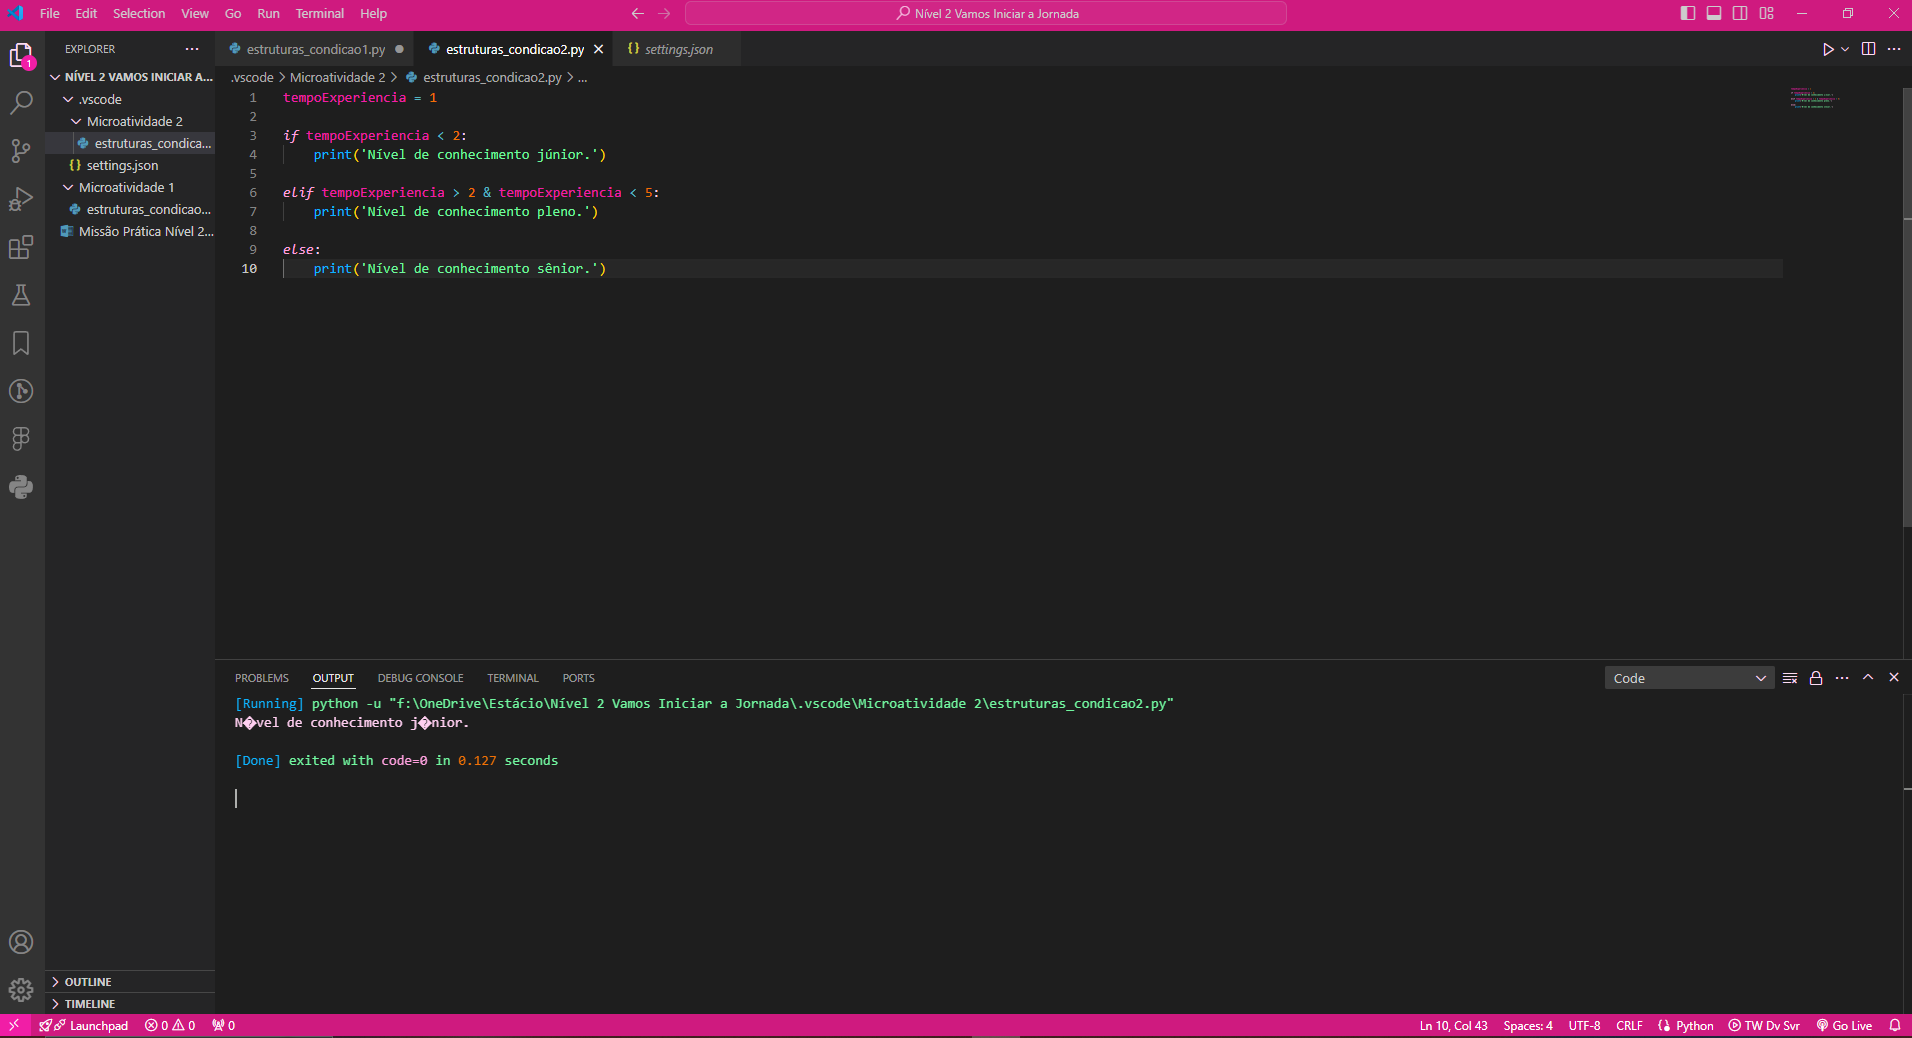 File Edit Selection View Go Run Terminal Help
Nível 2 Vamos Iniciar a Jornada
EXPLORER
estruturas_condicao1.py
estruturas_condicao2.py
{} settings.json
1
NÍVEL 2 VAMOS INICIAR A...
.vscode
Microatividade 2
estruturas_condica...
{} settings.json
Microatividade 1
estruturas_condicao...
Missão Prática Nível 2...
.vscode > Microatividade 2 > estruturas_condicao2.py > ...
1 tempoExperiencia = 1
2
3 if tempoExperiencia < 2:
4 print('Nível de conhecimento júnior.')
5
6 elif tempoExperiencia > 2 & tempoExperiencia < 5:
7 print('Nível de conhecimento pleno.')
8
9 else:
10 print('Nível de conhecimento sênior.')
PROBLEMS OUTPUT DEBUG CONSOLE TERMINAL PORTS
Code
[Running] python -u "f:\OneDrive\Estácio\Nível 2 Vamos Iniciar a Jornada\.vscode\Microatividade 2\estruturas_condicao2.py"
N�vel de conhecimento j�nior.
[Done] exited with code=0 in 0.127 seconds
OUTLINE
TIMELINE
Launchpad 0 0 0
Ln 10, Col 43 Spaces: 4 UTF-8 CRLF Python TW Dv Svr Go Live